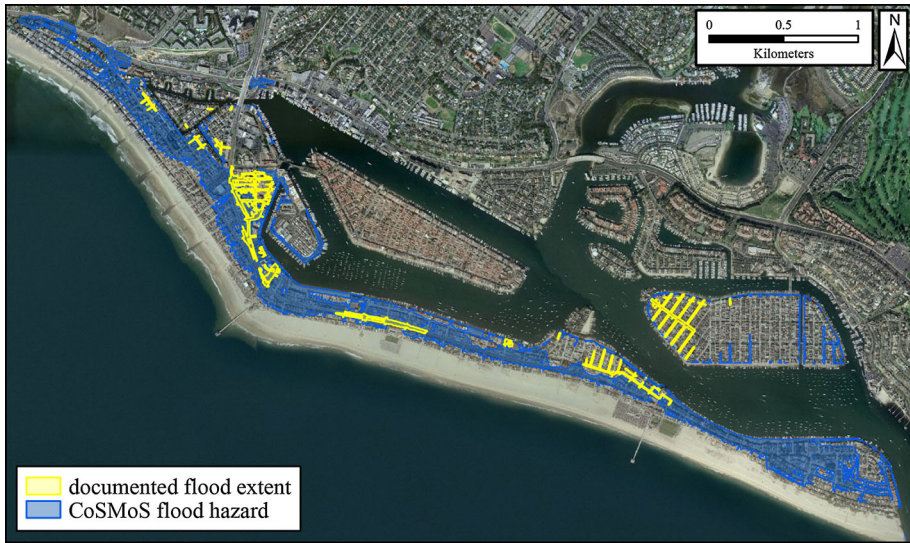 0 0.5 1
Kilometers
N
documented flood extent
CoSMoS flood hazard